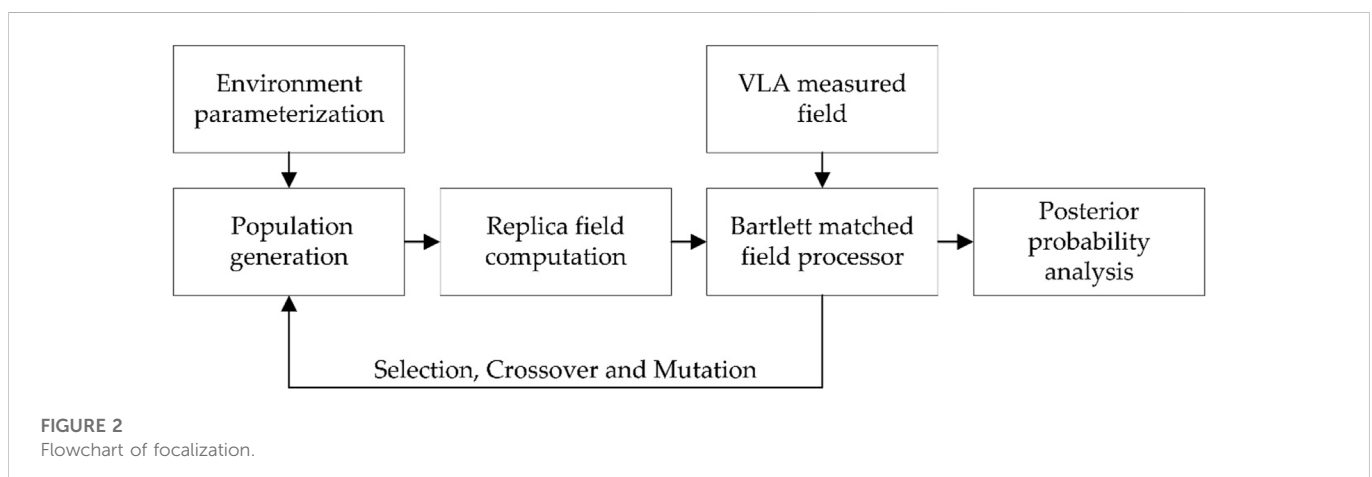 Environment
parameterization
VLA measured
field
Population
generation
Replica field
computation
Bartlett matched
field processor
Posterior
probability
analysis
Selection, Crossover and Mutation
FIGURE 2
Flowchart of focalization.